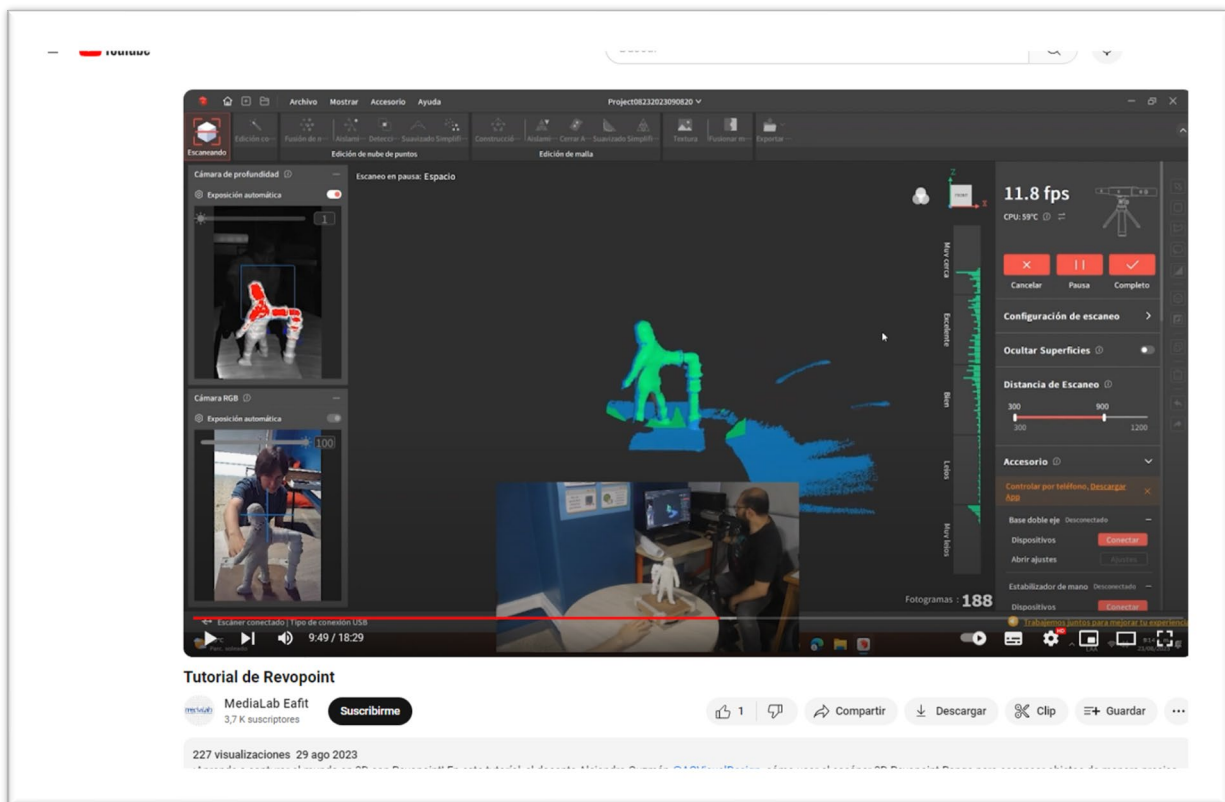 Archivo Mostrar Accesorio Ayuda Project08232023090820
Escaneando
Edición de nube de puntos Edición de malla
Textura
Cámara de profundidad
Exposición automática
1
Escaneo en pausa: Espacio
FRONT
Z
X
Muy cerca
Excelente
Bien
Lejos
Muy lejos
Fotogramas : 188
Cámara RGB
Exposición automática
100
11.8 fps
CPU: 59°C
Cancelar Pausa Completo
Configuración de escaneo
Ocultar Superficies
Distancia de Escaneo
300 900
300 1200
Accesorio
Controlar por teléfono, Descargar
App
Base doble eje Desconectado
Dispositivos Conectar
Abrir ajustes Ajustes
Estabilizador de mano Desconectado
Dispositivos Conectar
Escáner conectado | Tipo de conexión USB
Trabajemos juntos para mejorar tu experiencia
9:49 / 18:29
Tutorial de Revopoint
MediaLab Eafit
3,7 K suscriptores
Suscribirme
1 Compartir Descargar Clip Guardar
227 visualizaciones 29 ago 2023